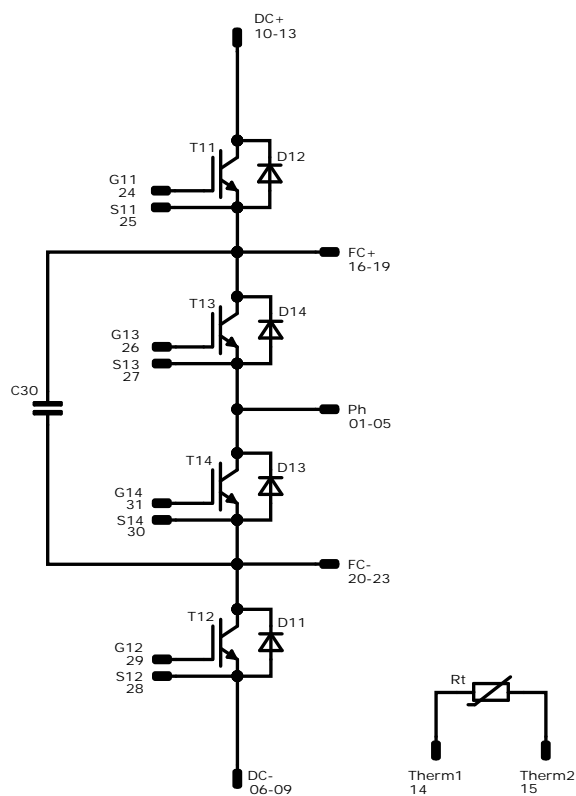 DC+
10-13
T11
D12
G11
24
S11
25
FC+
16-19
T13
D14
G13
26
S13
27
C30
Ph
01-05
T14
D13
G14
31
S14
30
FC-
20-23
T12
D11
G12
29
S12
28
Rt
DC-
06-09
Therm1
14
Therm2
15